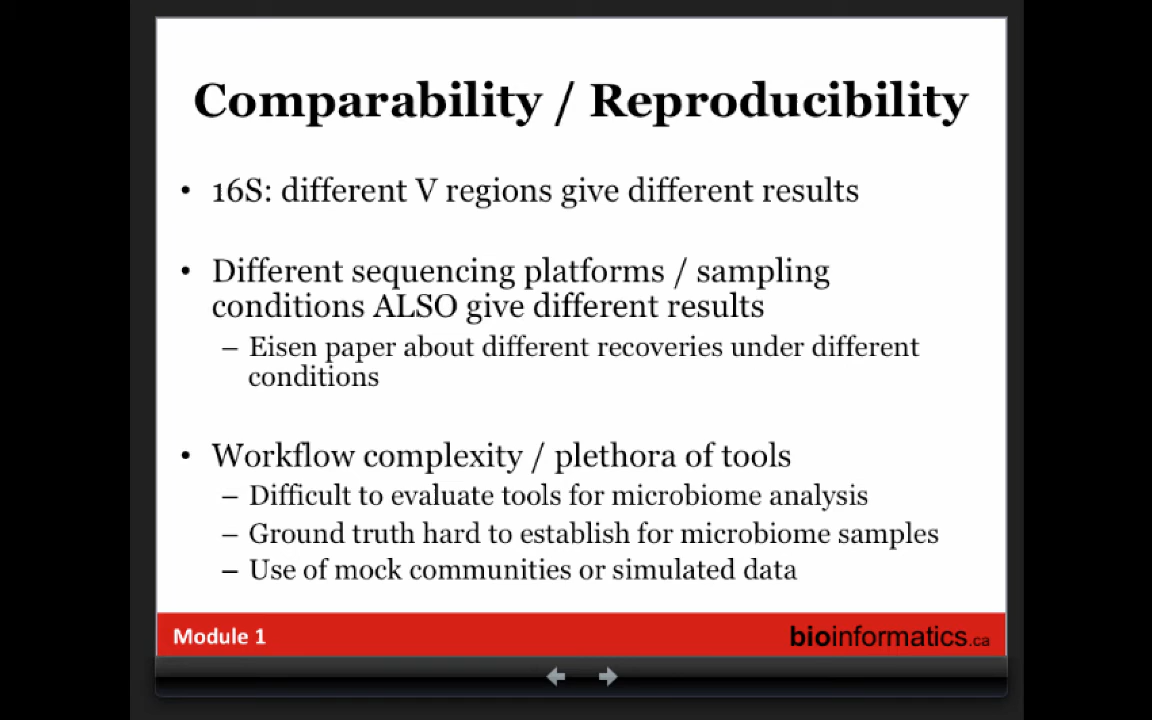 Comparability / Reproducibility
• 16S: different V regions give different results
• Different sequencing platforms / sampling
conditions ALSO give different results
– Eisen paper about different recoveries under different
conditions
• Workflow complexity / plethora of tools
– Difficult to evaluate tools for microbiome analysis
– Ground truth hard to establish for microbiome samples
– Use of mock communities or simulated data
Module 1
bioinformatics.ca